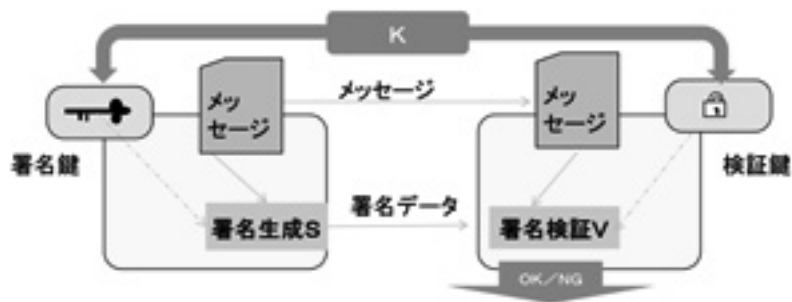 K
メッ
セージ
メッセージ
メッ
セージ
署名鍵
検証鍵
署名データ
署名生成S
署名検証V
OK／NG